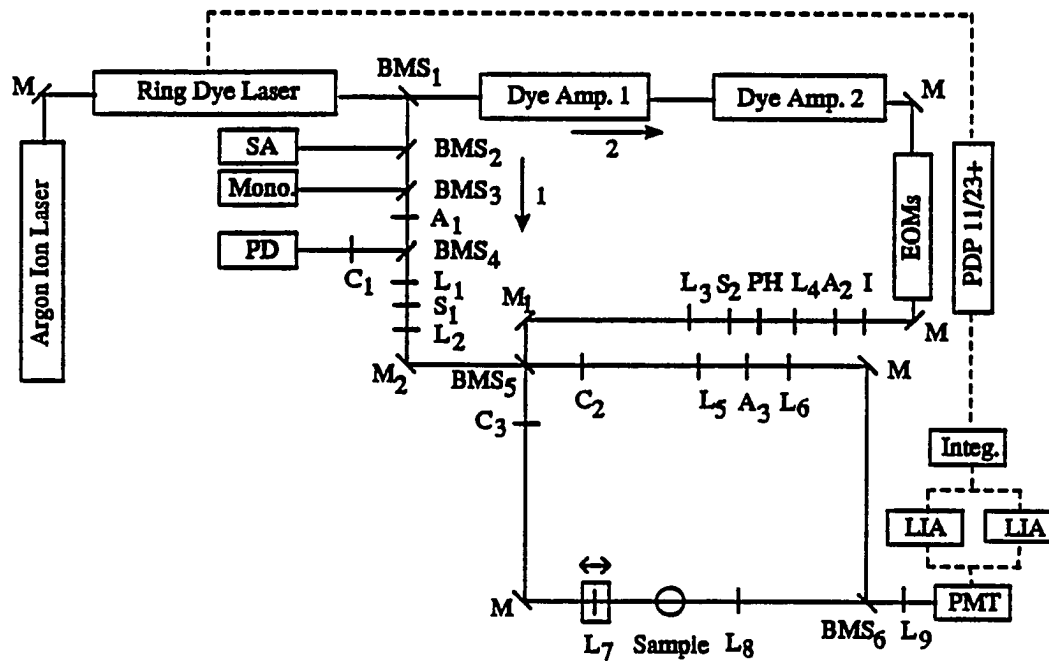 BMS1
M
Ring Dye Laser
Dye Amp. 1
Dye Amp. 2
M
2
SA
BMS2
Mono.
BMS3
1
A1
PD
BMS4
C1
L1
S1
L2
M2
Argon Ion Laser
EOMs
PDP 11/23+
M1
L3 S2 PH L4 A2 I
M
BMS5
M
C2
L5 A3 L6
C3
Integ.
LIA
LIA
M
L7
Sample
L8
BMS6
L9
PMT